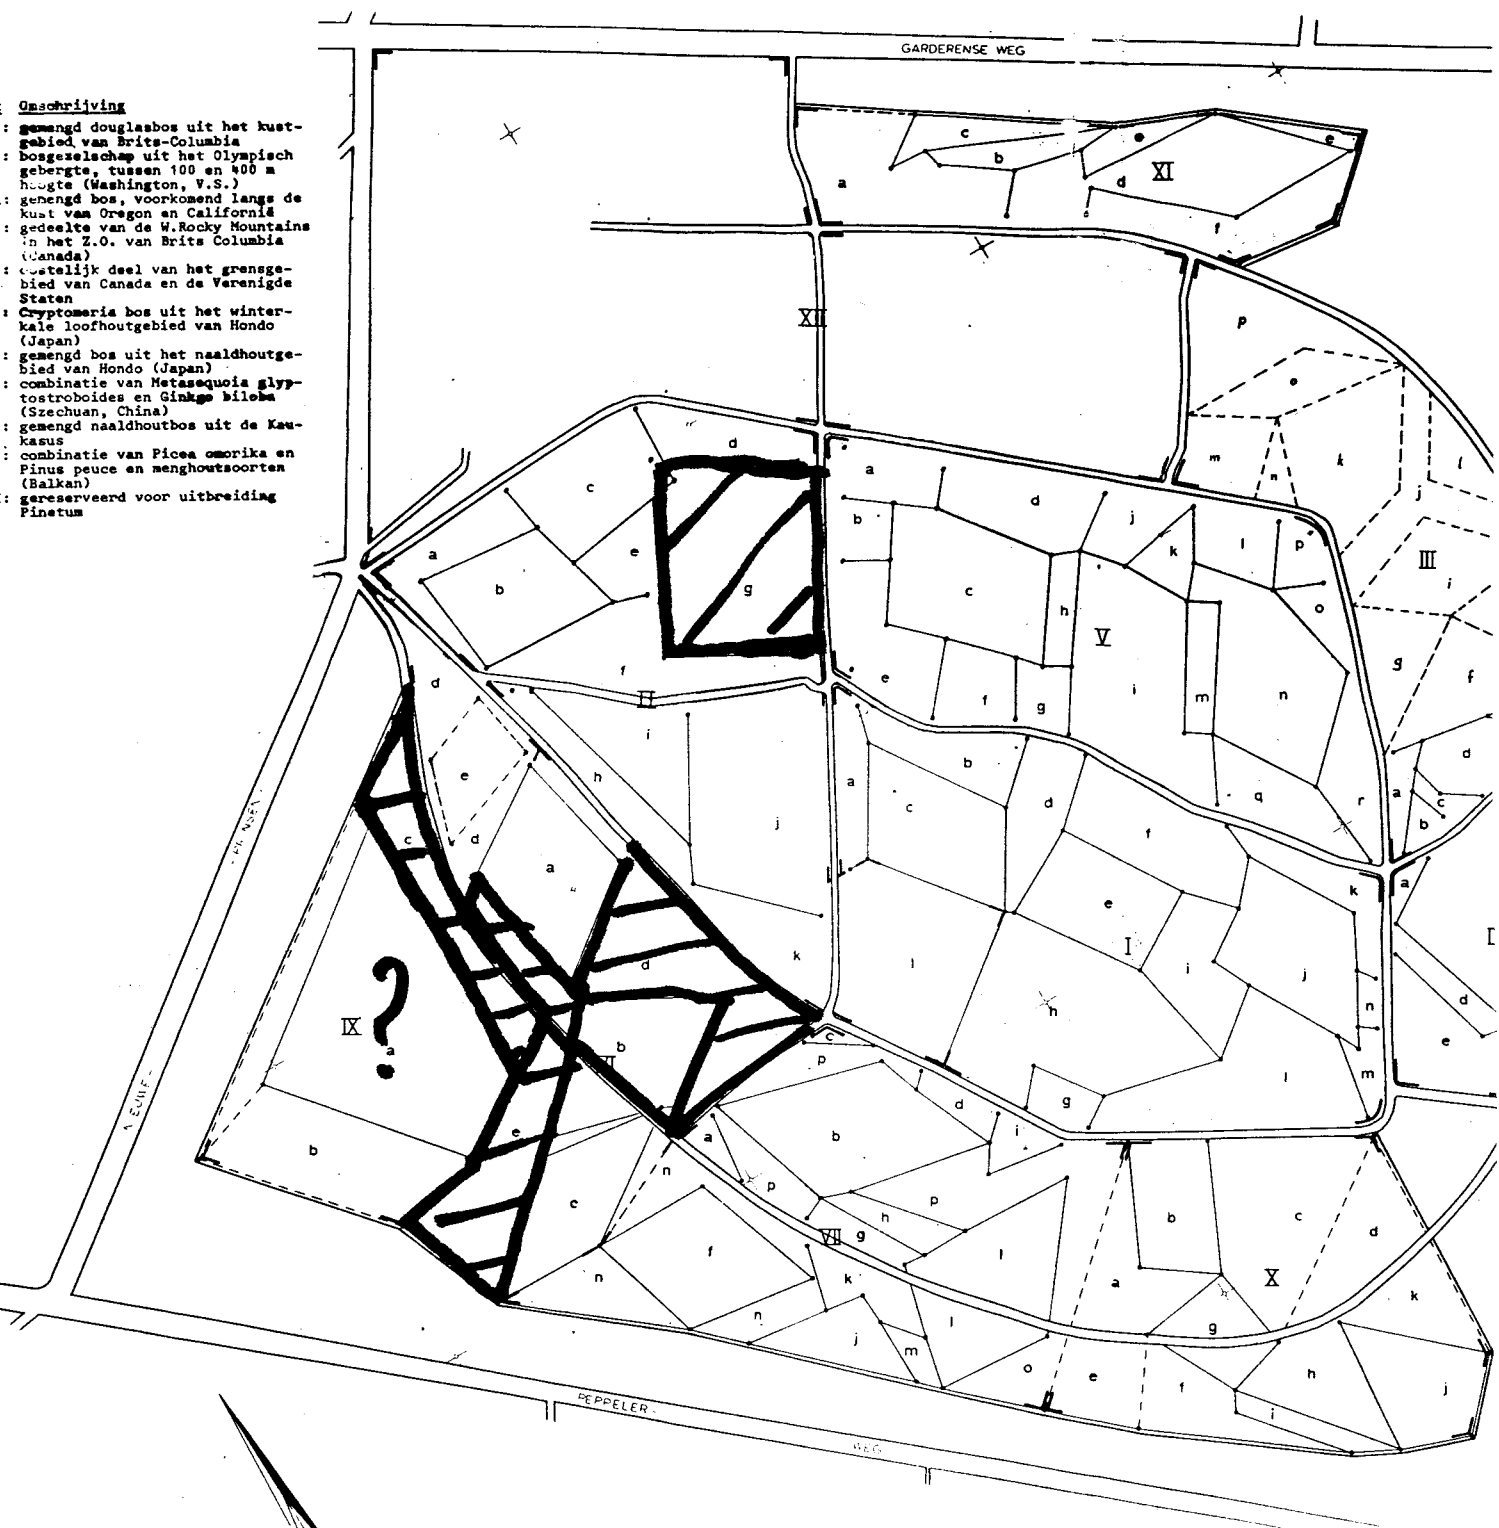 Omschrijving
: gemengd douglasbos uit het kust-
gebied van Brits-Columbia
: bosgezelschap uit het Olympisch
gebergte, tussen 100 en 400 m
hoogte (Washington, V.S.)
: gemengd bos, voorkomend langs de
kust van Oregon en Californië
: gedeelte van de W.Rocky Mountains
in het Z.O. van Brits Columbia
(Canada)
: oostelijk deel van het grensge-
bied van Canada en de Verenigde
Staten
: Cryptomeria bos uit het winter-
kale loofhoutgebied van Hondo
(Japan)
: gemengd bos uit het naaldhoutge-
bied van Hondo (Japan)
: combinatie van Metasequoia glyp-
tostroboides en Ginkgo biloba
(Szechuan, China)
: gemengd naaldhoutbos uit de Kau-
kasus
: combinatie van Picea omorika en
Pinus peuce en menghoutsoorten
(Balkan)
: gereserveerd voor uitbreiding
Pinetum
GARDERENSE WEG
c
e
e
b
a
d
XI
f
XII
p
o
m
n
k
l
j
III
i
g
f
d
a
c
b
d
c
a
b
e
g
f
II
a
b
d
j
k
l
p
c
h
V
o
e
f
g
i
m
n
q
r
d
e
d
c
a
h
i
j
k
d
b
a
b
c
d
f
k
a
e
I
l
h
i
j
n
m
l
g
d
e
?
IX
a
b
e
c
n
a
p
c
p
b
d
i
h
p
g
VII
f
n
n
k
l
l
j
m
o
a
b
c
d
X
k
g
e
f
h
i
j
NIEUWE -
- PRINSEN -
PEPPELER -
WEG